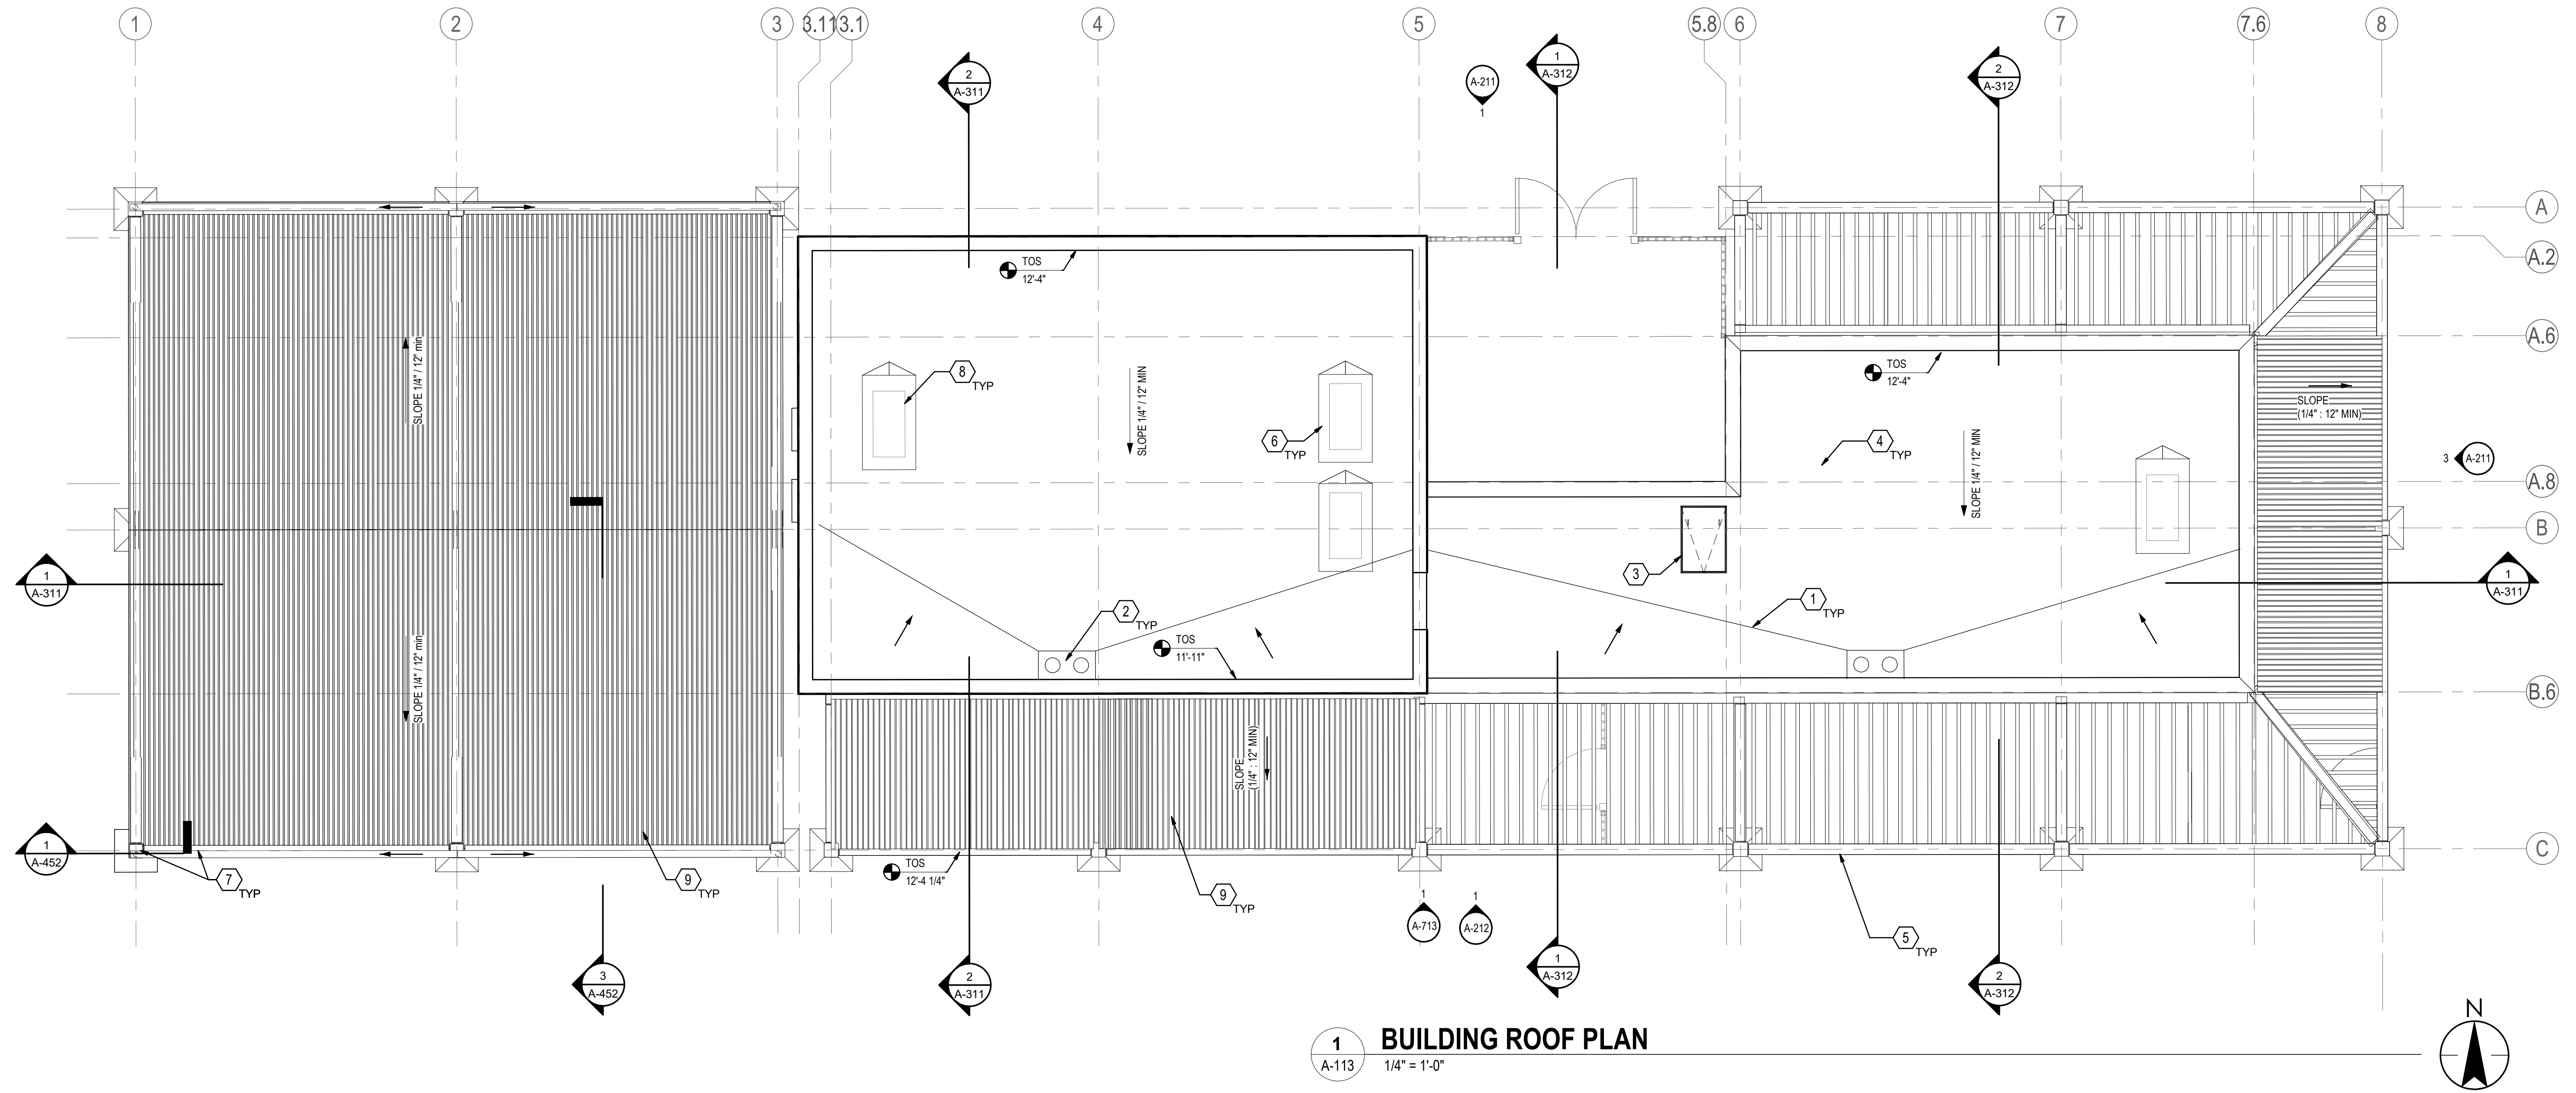 1
2
3
3.11
3.1
4
5
5.8
6
7
7.6
8
2
A-311
A-211
1
1
A-312
2
A-312
A
A.2
A.6
A.8
B
B.6
C
TOS
12'-4"
TOS
12'-4"
SLOPE 1/4" / 12" min
SLOPE 1/4" / 12" MIN
SLOPE 1/4" / 12" MIN
SLOPE
(1/4" : 12" MIN)
8
TYP
6
TYP
4
TYP
3
A-211
1
A-311
3
1
TYP
1
A-311
2
TYP
TOS
11'-11"
SLOPE 1/4" / 12" min
SLOPE
(1/4" : 12" MIN)
1
A-452
7
TYP
9
TYP
TOS
12'-4 1/4"
9
TYP
1
A-713
1
A-212
5
TYP
3
A-452
2
A-311
1
A-312
2
A-312
N
1
A-113
BUILDING ROOF PLAN
1/4" = 1'-0"